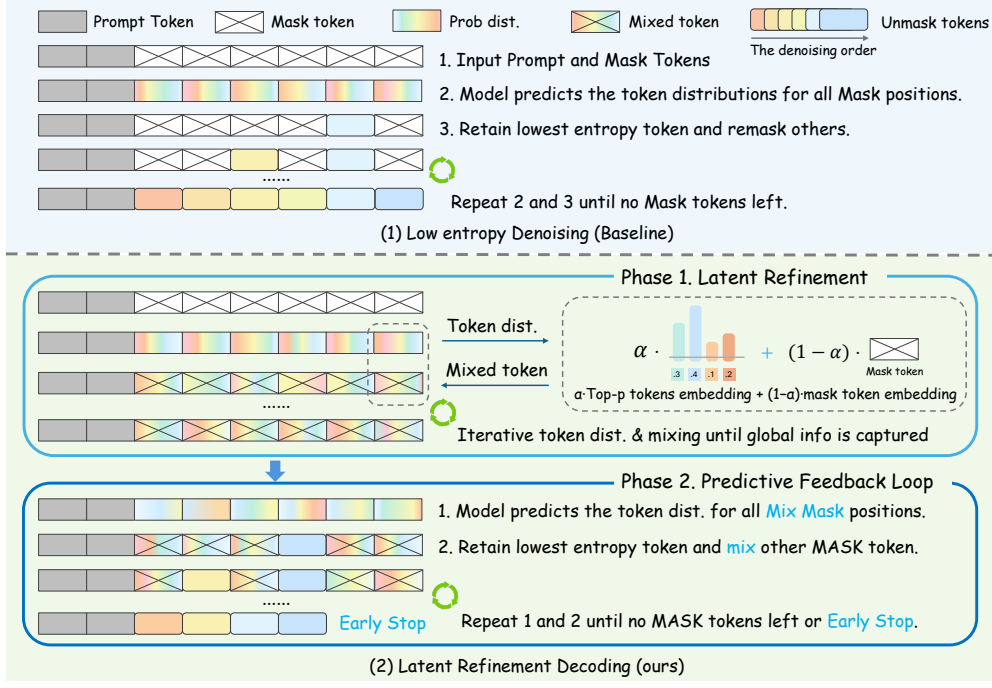 Prompt Token
Mask token
Prob dist.
Mixed token
Unmask tokens
The denoising order
1. Input Prompt and Mask Tokens
2. Model predicts the token distributions for all Mask positions.
3. Retain lowest entropy token and remask others.
......
Repeat 2 and 3 until no Mask tokens left.
(1) Low entropy Denoising (Baseline)
Phase 1. Latent Refinement
Token dist.
Mixed token
α · + (1 − α) ·
.3 .4 .1 .2
Mask token
α·Top-p tokens embedding + (1-α)·mask token embedding
......
Iterative token dist. & mixing until global info is captured
Phase 2. Predictive Feedback Loop
1. Model predicts the token dist. for all Mix Mask positions.
2. Retain lowest entropy token and mix other MASK token.
......
Early Stop
Repeat 1 and 2 until no MASK tokens left or Early Stop.
(2) Latent Refinement Decoding (ours)